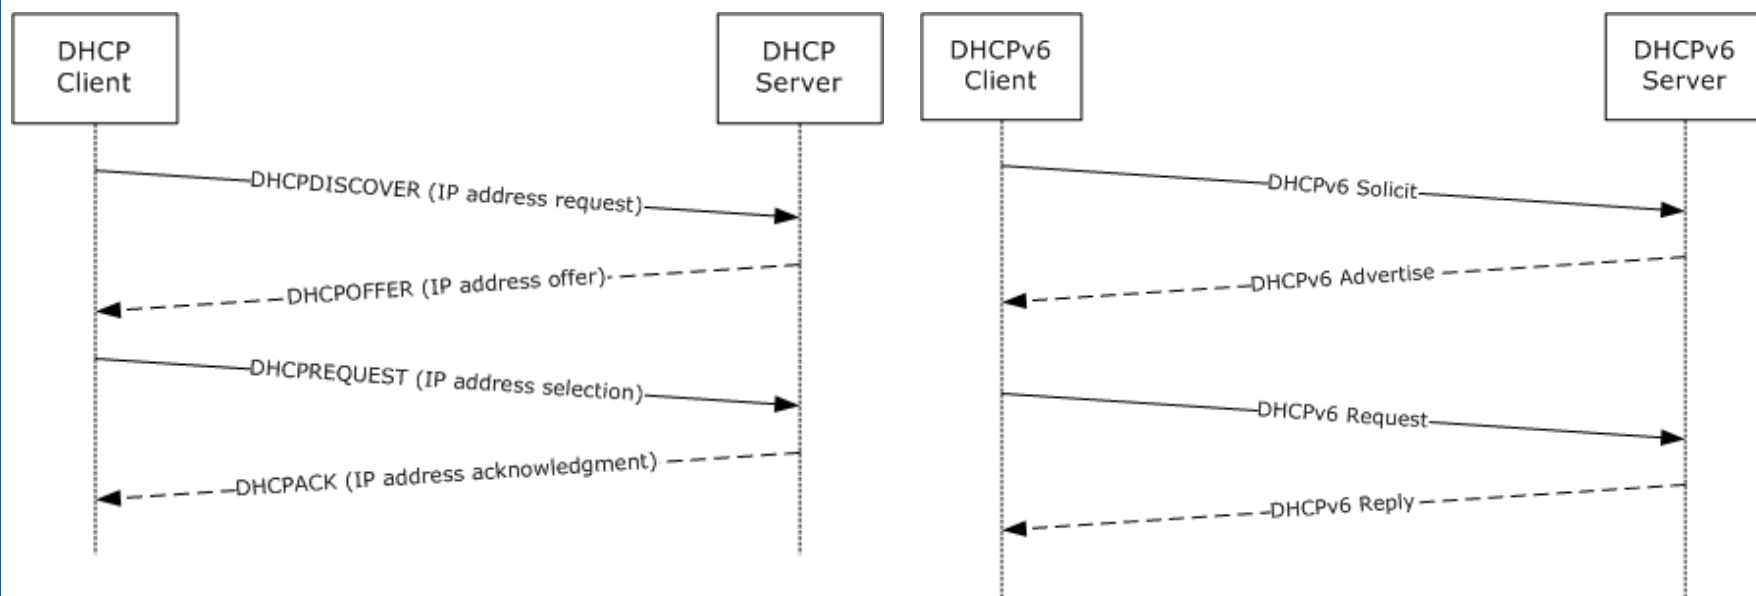 DHCP
Client
DHCP
Server
DHCPDISCOVER (IP address request)
DHCPOFFER (IP address offer)
DHCPREQUEST (IP address selection)
DHCPACK (IP address acknowledgment)
DHCPv6
Client
DHCPv6
Server
DHCPv6 Solicit
DHCPv6 Advertise
DHCPv6 Request
DHCPv6 Reply